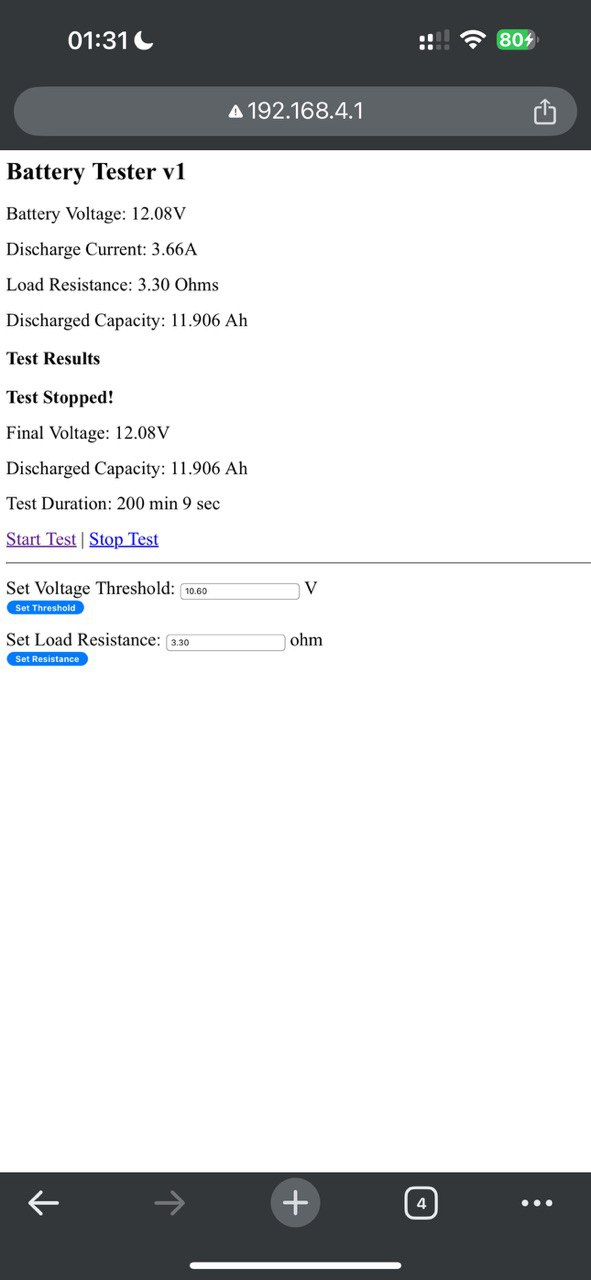 01:31
80
192.168.4.1
Battery Tester v1
Battery Voltage: 12.08V
Discharge Current: 3.66A
Load Resistance: 3.30 Ohms
Discharged Capacity: 11.906 Ah
Test Results
Test Stopped!
Final Voltage: 12.08V
Discharged Capacity: 11.906 Ah
Test Duration: 200 min 9 sec
Start Test | Stop Test
Set Voltage Threshold: 10.60 V
Set Threshold
Set Load Resistance: 3.30 ohm
Set Resistance
4